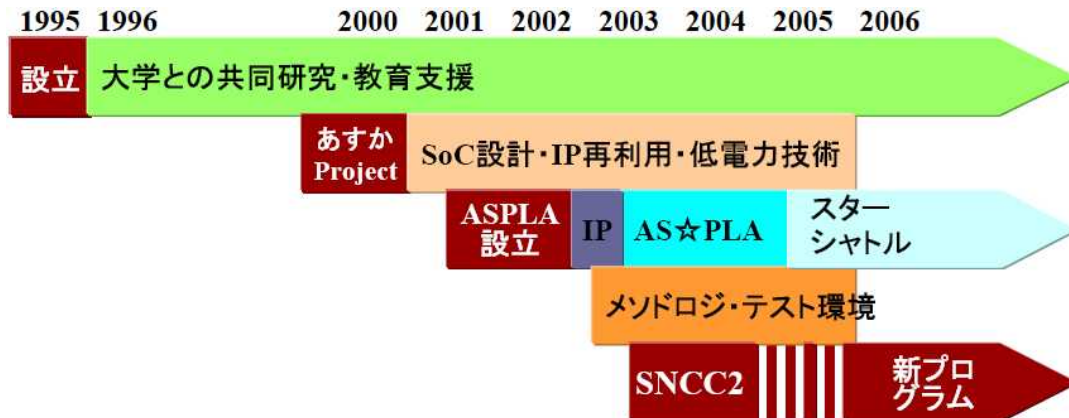 1995 1996 2000 2001 2002 2003 2004 2005 2006
設立 大学との共同研究・教育支援
あすか
Project
SoC設計・IP再利用・低電力技術
ASPLA
設立
IP
AS☆PLA
スター
シャトル
メソドロジ・テスト環境
SNCC2
新プロ
グラム